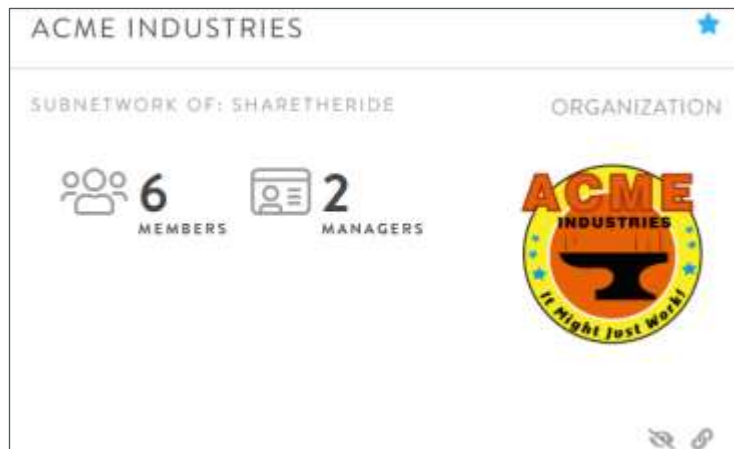 ACME INDUSTRIES
SUBNETWORK OF: SHARETHERIDE
ORGANIZATION
6
MEMBERS
2
MANAGERS
ACME
INDUSTRIES
It Might Just Work!